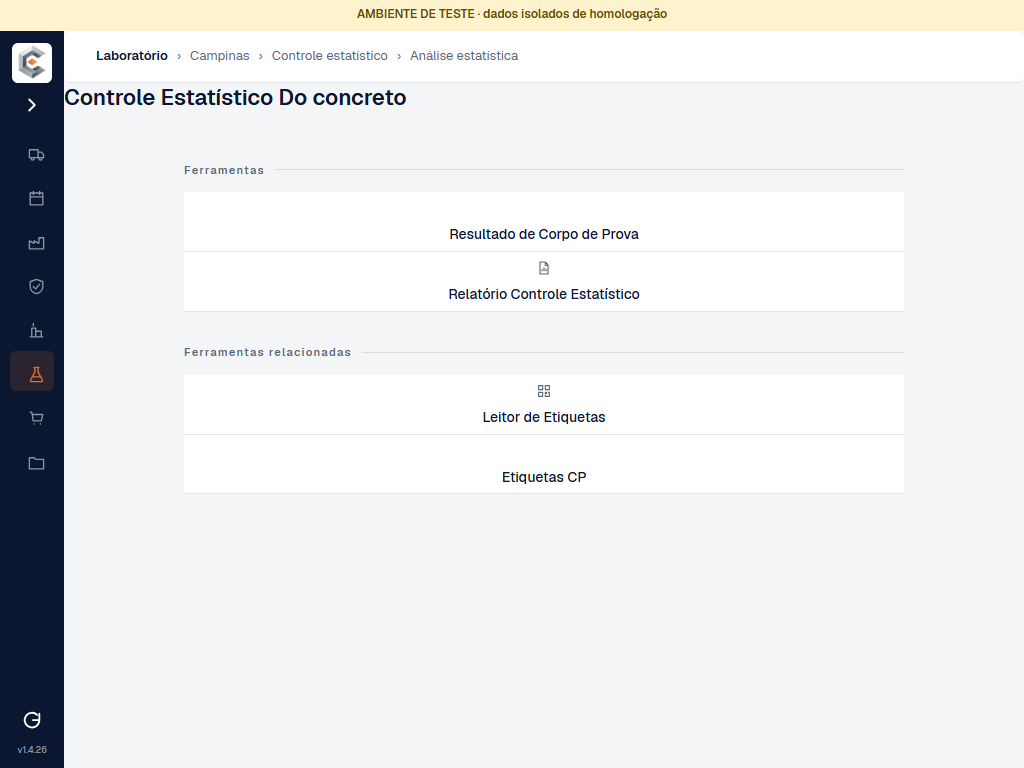 AMBIENTE DE TESTE · dados isolados de homologação
Laboratório › Campinas › Controle estatístico › Análise estatística
Controle Estatístico Do concreto
Ferramentas
Resultado de Corpo de Prova
Relatório Controle Estatístico
Ferramentas relacionadas
Leitor de Etiquetas
Etiquetas CP
v1.4.26